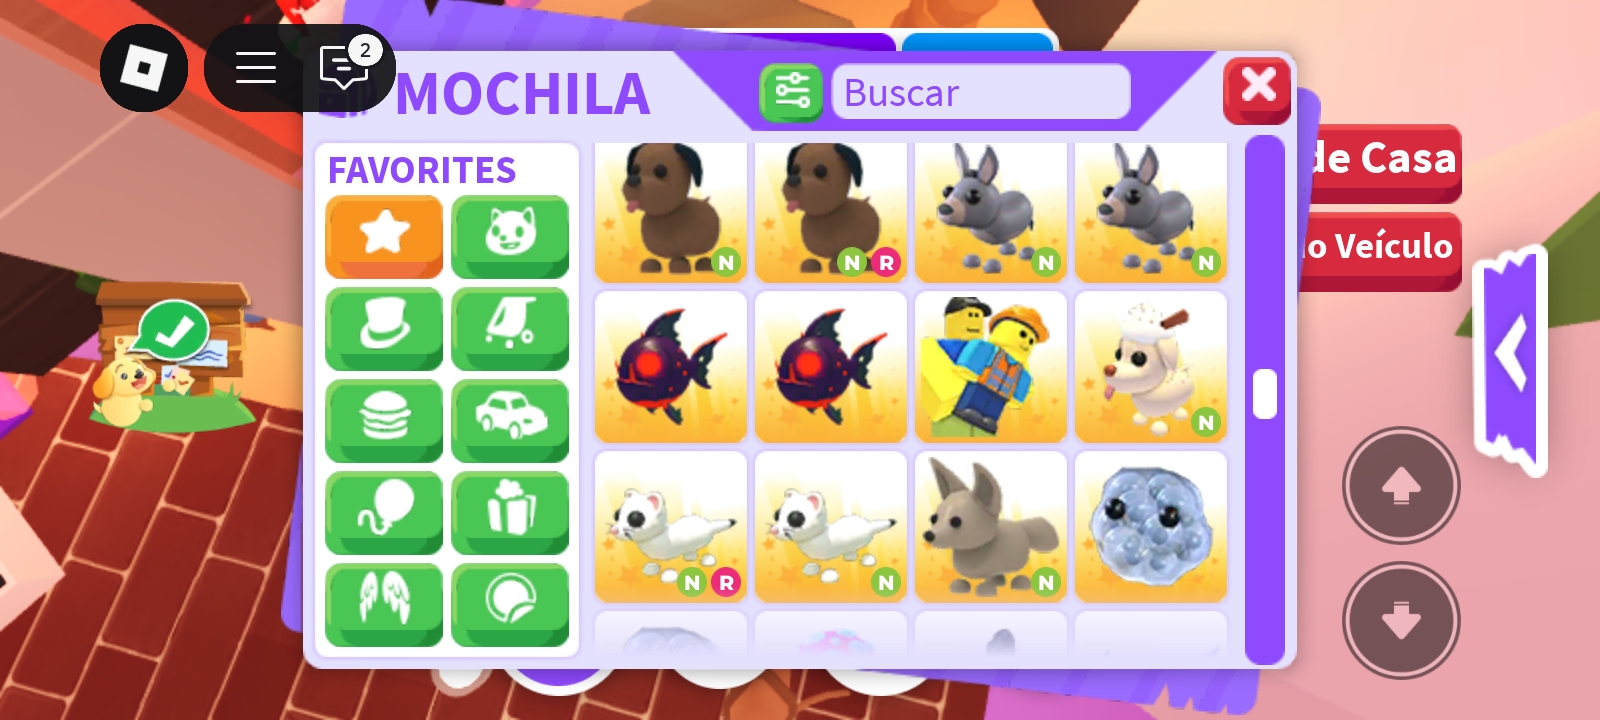 2
MOCHILA
Buscar
FAVORITES
de Casa
o Veículo
N
N R
N
N
N
N R
N
N